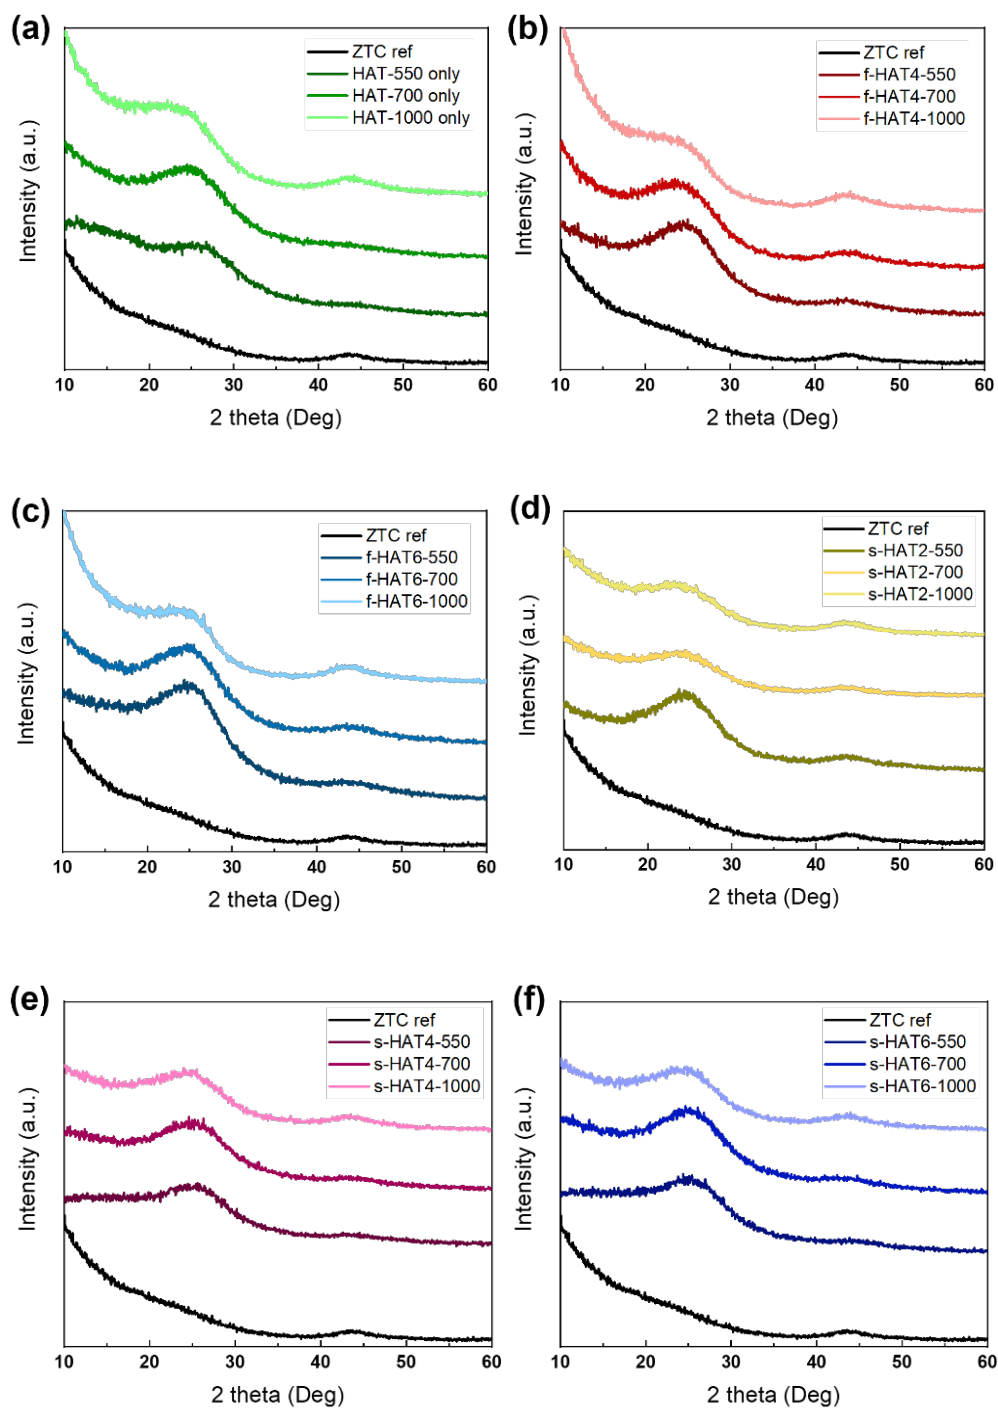 (a)
ZTC ref
HAT-550 only
HAT-700 only
HAT-1000 only
Intensity (a.u.)
10 20 30 40 50 60
2 theta (Deg)
(b)
ZTC ref
f-HAT4-550
f-HAT4-700
f-HAT4-1000
Intensity (a.u.)
10 20 30 40 50 60
2 theta (Deg)
(c)
ZTC ref
f-HAT6-550
f-HAT6-700
f-HAT6-1000
Intensity (a.u.)
10 20 30 40 50 60
2 theta (Deg)
(d)
ZTC ref
s-HAT2-550
s-HAT2-700
s-HAT2-1000
Intensity (a.u.)
10 20 30 40 50 60
2 theta (Deg)
(e)
ZTC ref
s-HAT4-550
s-HAT4-700
s-HAT4-1000
Intensity (a.u.)
10 20 30 40 50 60
2 theta (Deg)
(f)
ZTC ref
s-HAT6-550
s-HAT6-700
s-HAT6-1000
Intensity (a.u.)
10 20 30 40 50 60
2 theta (Deg)